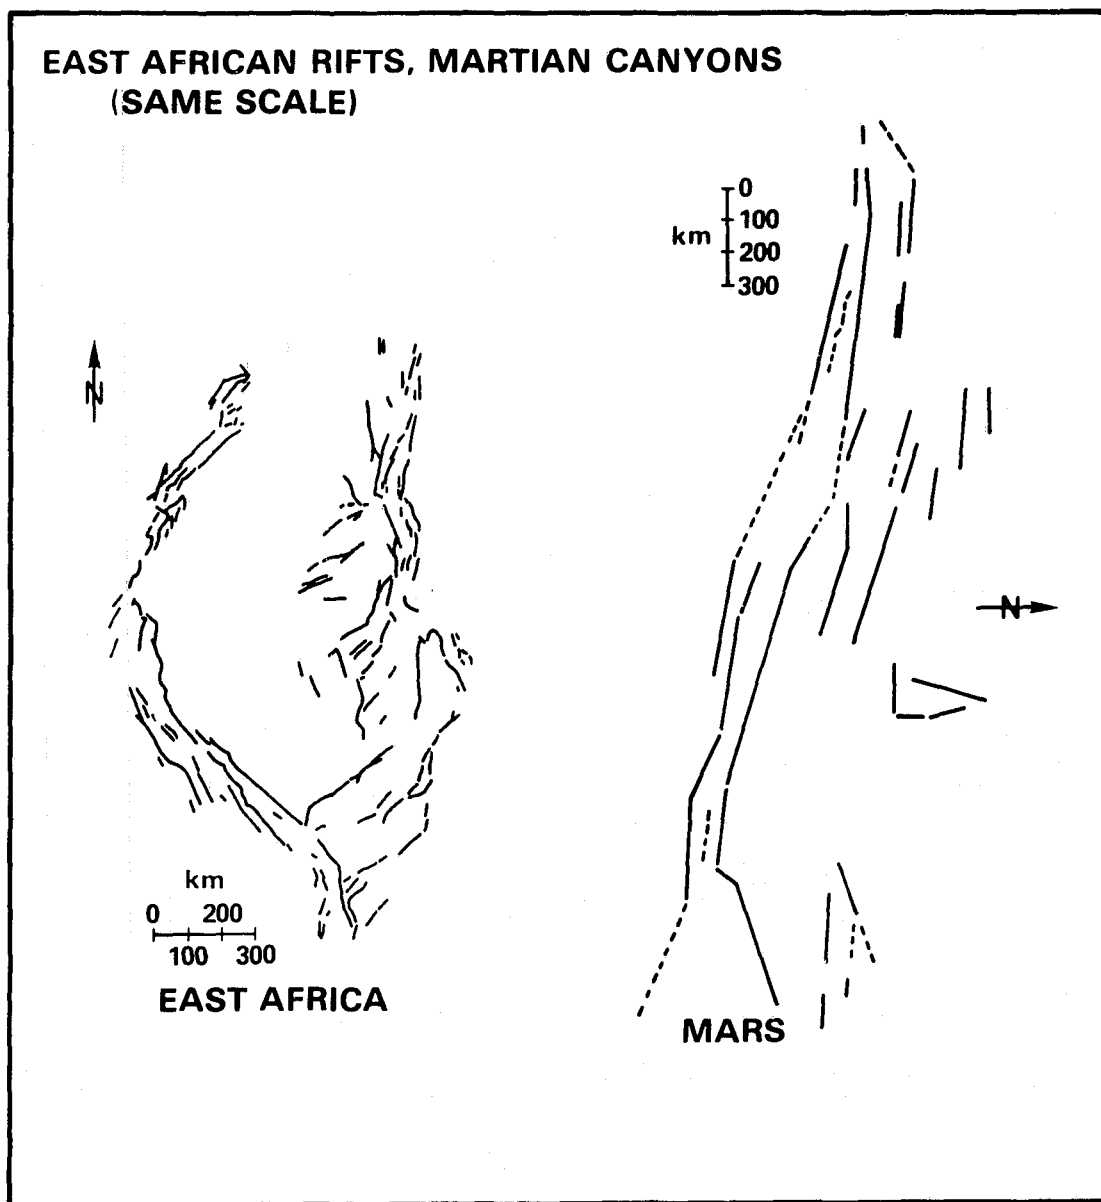 EAST AFRICAN RIFTS, MARTIAN CANYONS
(SAME SCALE)
0
100
km
200
300
N
N
km
0 200
100 300
EAST AFRICA
MARS